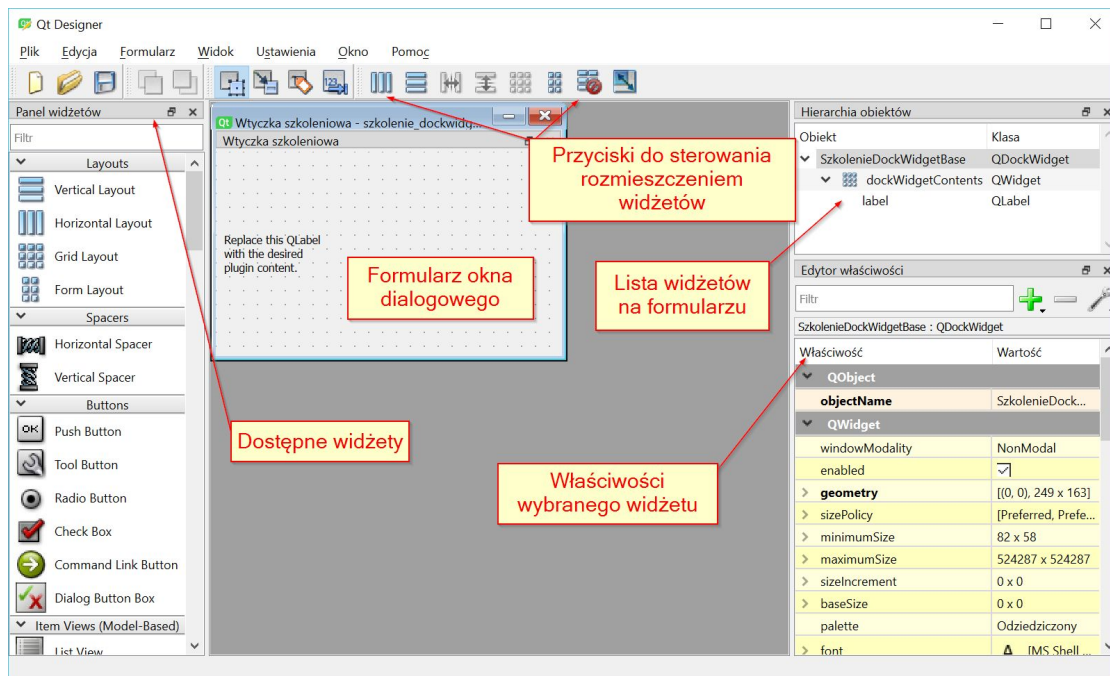 Qt Designer
Plik Edycja Formularz Widok Ustawienia Okno Pomoc
Panel widżetów
Filtr
Layouts
Vertical Layout
Horizontal Layout
Grid Layout
Form Layout
Spacers
Horizontal Spacer
Vertical Spacer
Buttons
Push Button
Tool Button
Radio Button
Check Box
Command Link Button
Dialog Button Box
Item Views (Model-Based)
List View
Wtyczka szkoleniowa - szkolenie_dockwidg...
Wtyczka szkoleniowa
Replace this QLabel
with the desired
plugin content.
Formularz okna
dialogowego
Przyciski do sterowania
rozmieszczeniem
widżetów
Lista widżetów
na formularzu
Dostępne widżety
Właściwości
wybranego widżetu
Hierarchia obiektów
Obiekt Klasa
SzkolenieDockWidgetBase QDockWidget
dockWidgetContents QWidget
label QLabel
Edytor właściwości
Filtr
SzkolenieDockWidgetBase : QDockWidget
Właściwość Wartość
QObject
objectName SzkolenieDock...
QWidget
windowModality NonModal
enabled
geometry [(0, 0), 249 x 163]
sizePolicy [Preferred, Prefe...
minimumSize 82 x 58
maximumSize 524287 x 524287
sizeIncrement 0 x 0
baseSize 0 x 0
palette Odziedziczony
font A [MS Shell ...